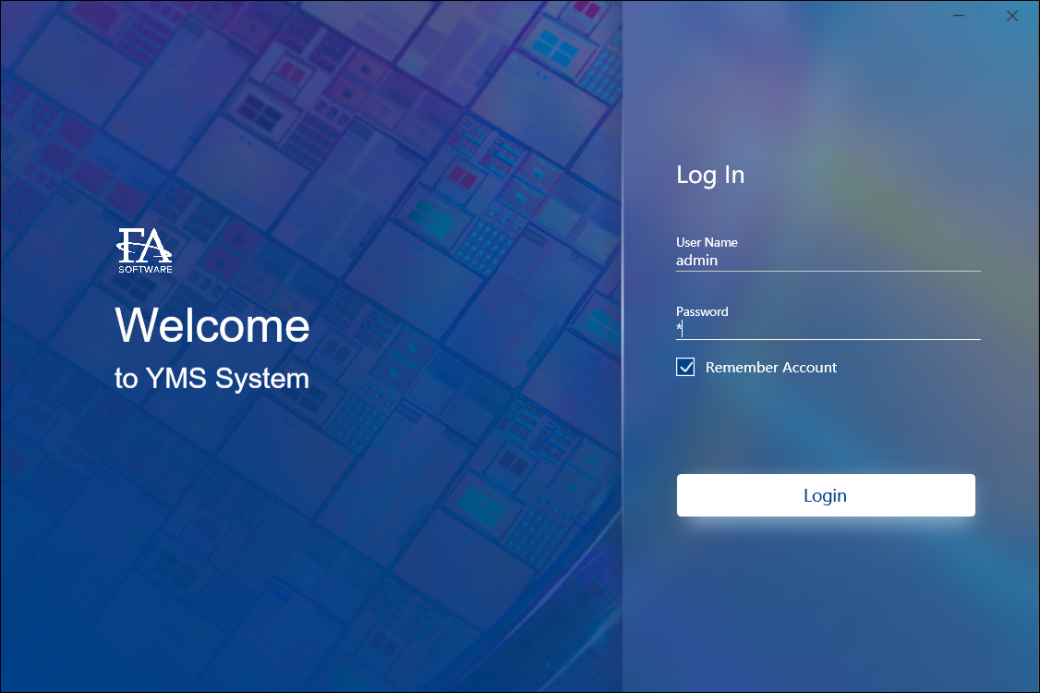 FA
SOFTWARE
Welcome
to YMS System
Log In
User Name
admin
Password
*
Remember Account
Login